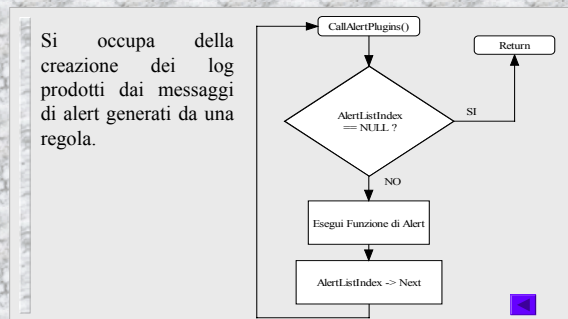 Si occupa della
creazione dei log
prodotti dai messaggi
di alert generati da una
regola.
CallAlertPlugins()
Return
AlertListIndex
== NULL ?
SI
NO
Esegui Funzione di Alert
AlertListIndex -> Next